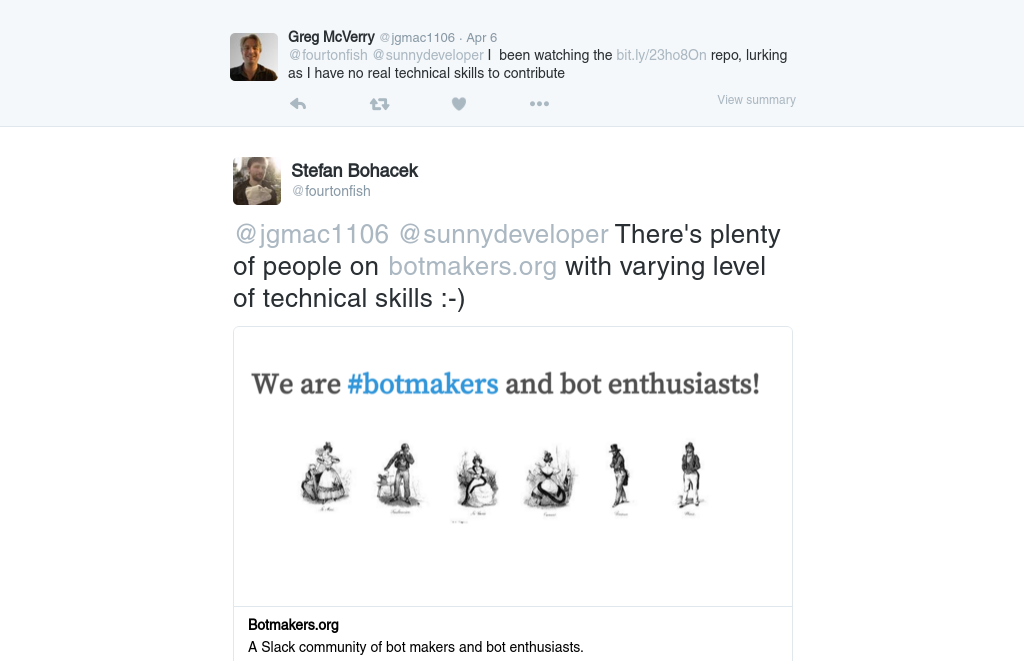 Greg McVerry @jgmac1106 · Apr 6
@fourtonfish @sunnydeveloper I  been watching the bit.ly/23ho8On repo, lurking
as I have no real technical skills to contribute
View summary
Stefan Bohacek
@fourtonfish
@jgmac1106 @sunnydeveloper There's plenty
of people on botmakers.org with varying level
of technical skills :-)
We are #botmakers and bot enthusiasts!
Botmakers.org
A Slack community of bot makers and bot enthusiasts.